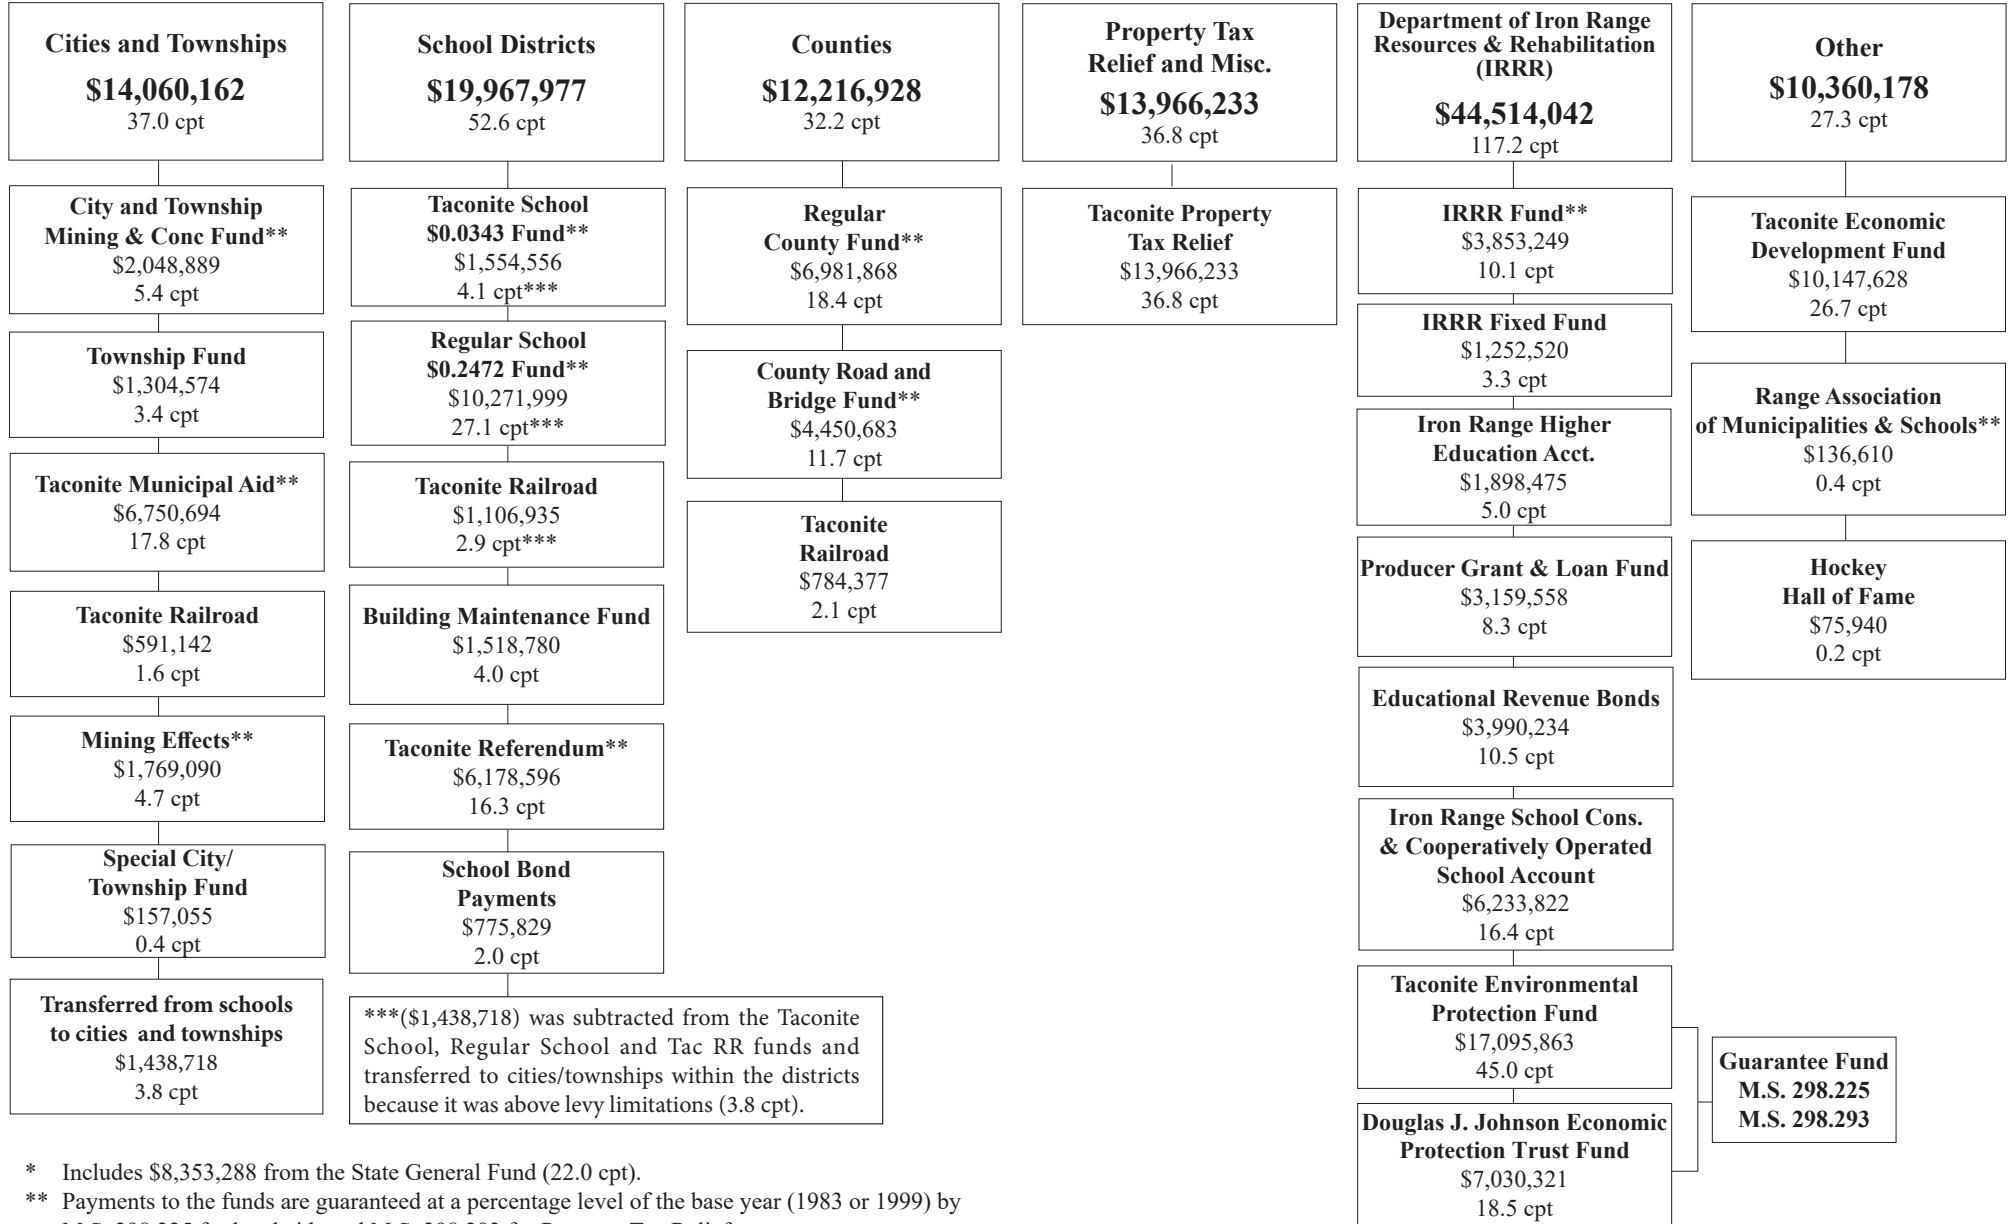 Cities and Townships
$14,060,162
37.0 cpt
City and Township
Mining & Conc Fund**
$2,048,889
5.4 cpt
Township Fund
$1,304,574
3.4 cpt
Taconite Municipal Aid**
$6,750,694
17.8 cpt
Taconite Railroad
$591,142
1.6 cpt
Mining Effects**
$1,769,090
4.7 cpt
Special City/
Township Fund
$157,055
0.4 cpt
Transferred from schools
to cities and townships
$1,438,718
3.8 cpt
School Districts
$19,967,977
52.6 cpt
Taconite School
$0.0343 Fund**
$1,554,556
4.1 cpt***
Regular School
$0.2472 Fund**
$10,271,999
27.1 cpt***
Taconite Railroad
$1,106,935
2.9 cpt***
Building Maintenance Fund
$1,518,780
4.0 cpt
Taconite Referendum**
$6,178,596
16.3 cpt
School Bond
Payments
$775,829
2.0 cpt
***($1,438,718) was subtracted from the Taconite
School, Regular School and Tac RR funds and
transferred to cities/townships within the districts
because it was above levy limitations (3.8 cpt).
Counties
$12,216,928
32.2 cpt
Regular
County Fund**
$6,981,868
18.4 cpt
County Road and
Bridge Fund**
$4,450,683
11.7 cpt
Taconite
Railroad
$784,377
2.1 cpt
Property Tax
Relief and Misc.
$13,966,233
36.8 cpt
Taconite Property
Tax Relief
$13,966,233
36.8 cpt
Department of Iron Range
Resources & Rehabilitation
(IRRR)
$44,514,042
117.2 cpt
IRRR Fund**
$3,853,249
10.1 cpt
IRRR Fixed Fund
$1,252,520
3.3 cpt
Iron Range Higher
Education Acct.
$1,898,475
5.0 cpt
Producer Grant & Loan Fund
$3,159,558
8.3 cpt
Educational Revenue Bonds
$3,990,234
10.5 cpt
Iron Range School Cons.
& Cooperatively Operated
School Account
$6,233,822
16.4 cpt
Taconite Environmental
Protection Fund
$17,095,863
45.0 cpt
Douglas J. Johnson Economic
Protection Trust Fund
$7,030,321
18.5 cpt
Guarantee Fund
M.S. 298.225
M.S. 298.293
Other
$10,360,178
27.3 cpt
Taconite Economic
Development Fund
$10,147,628
26.7 cpt
Range Association
of Municipalities & Schools**
$136,610
0.4 cpt
Hockey
Hall of Fame
$75,940
0.2 cpt
* Includes $8,353,288 from the State General Fund (22.0 cpt).
** Payments to the funds are guaranteed at a percentage level of the base year (1983 or 1999) by